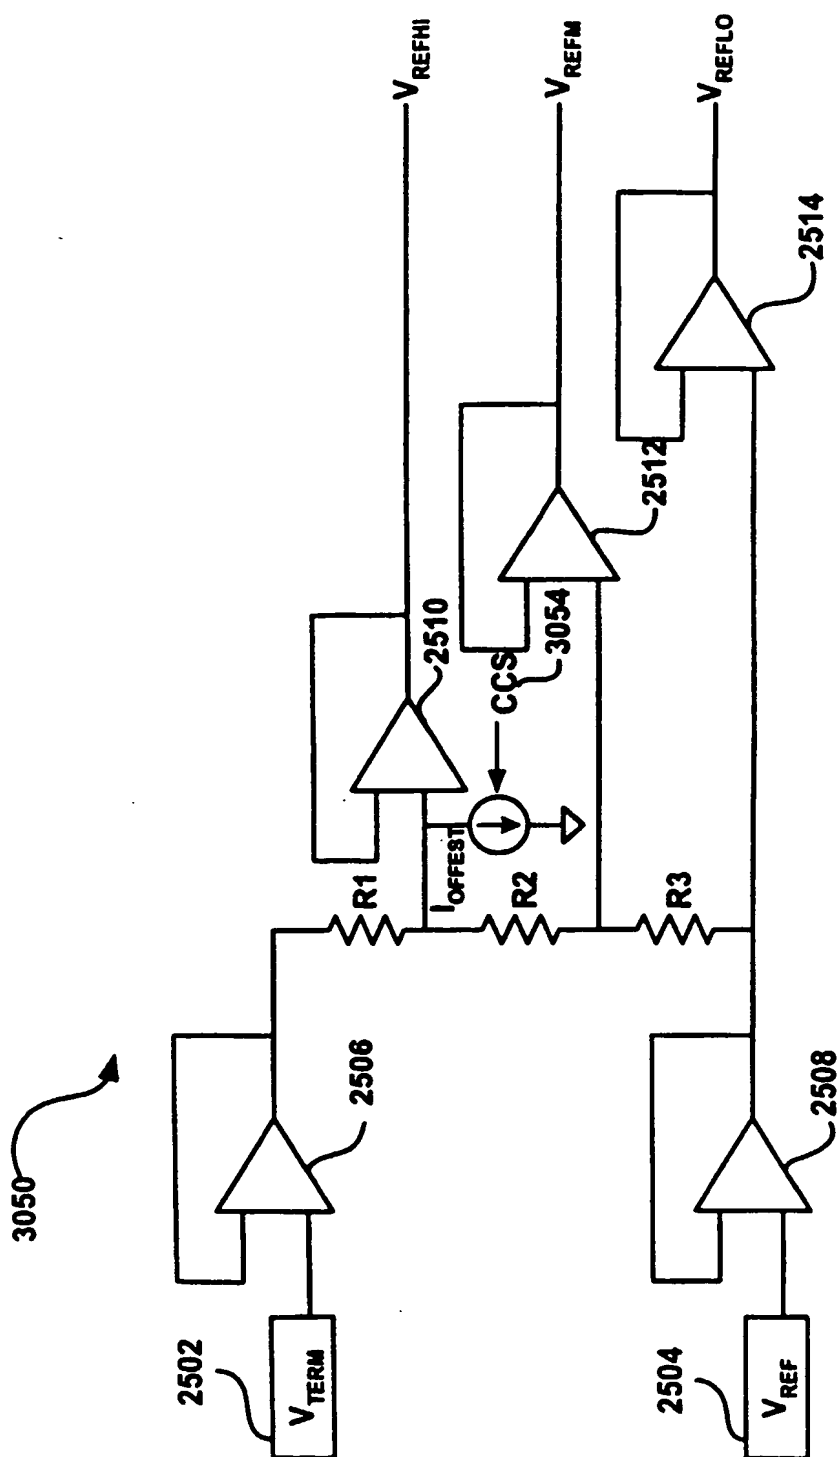 3050
2502
V_TERM
2506
R1
2510
V_REFHI
I_OFFEST
CCS
3054
R2
2512
V_REFM
R3
2504
V_REF
2508
2514
V_REFLO